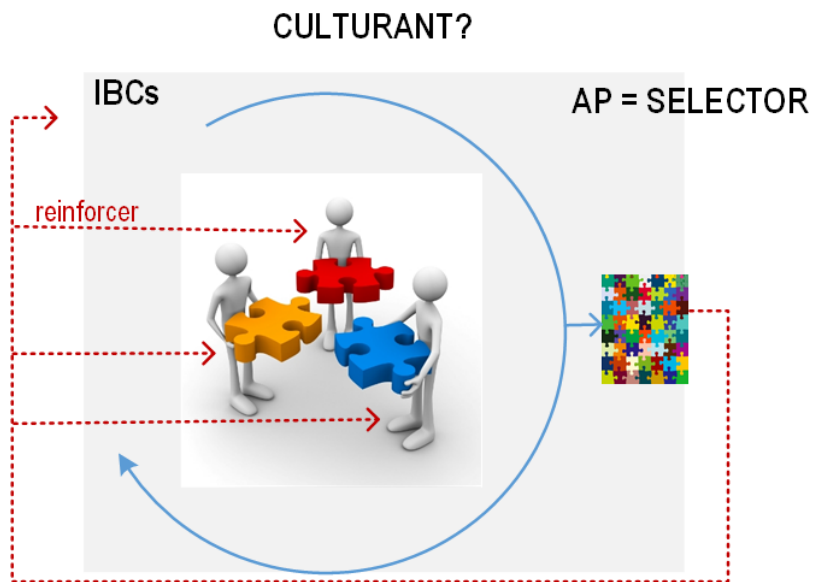 CULTURANT?
IBCs
AP = SELECTOR
reinforcer